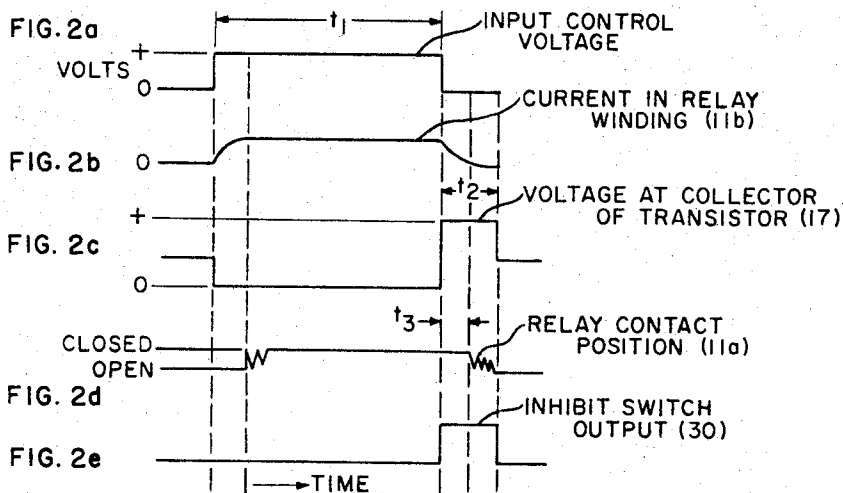 FIG. 2a
t1
INPUT CONTROL
VOLTAGE
+
VOLTS
0
CURRENT IN RELAY
WINDING (11b)
FIG. 2b
0
t2
VOLTAGE AT COLLECTOR
OF TRANSISTOR (17)
+
FIG. 2c
0
t3
RELAY CONTACT
POSITION (11a)
CLOSED
OPEN
FIG. 2d
INHIBIT SWITCH
OUTPUT (30)
FIG. 2e
TIME